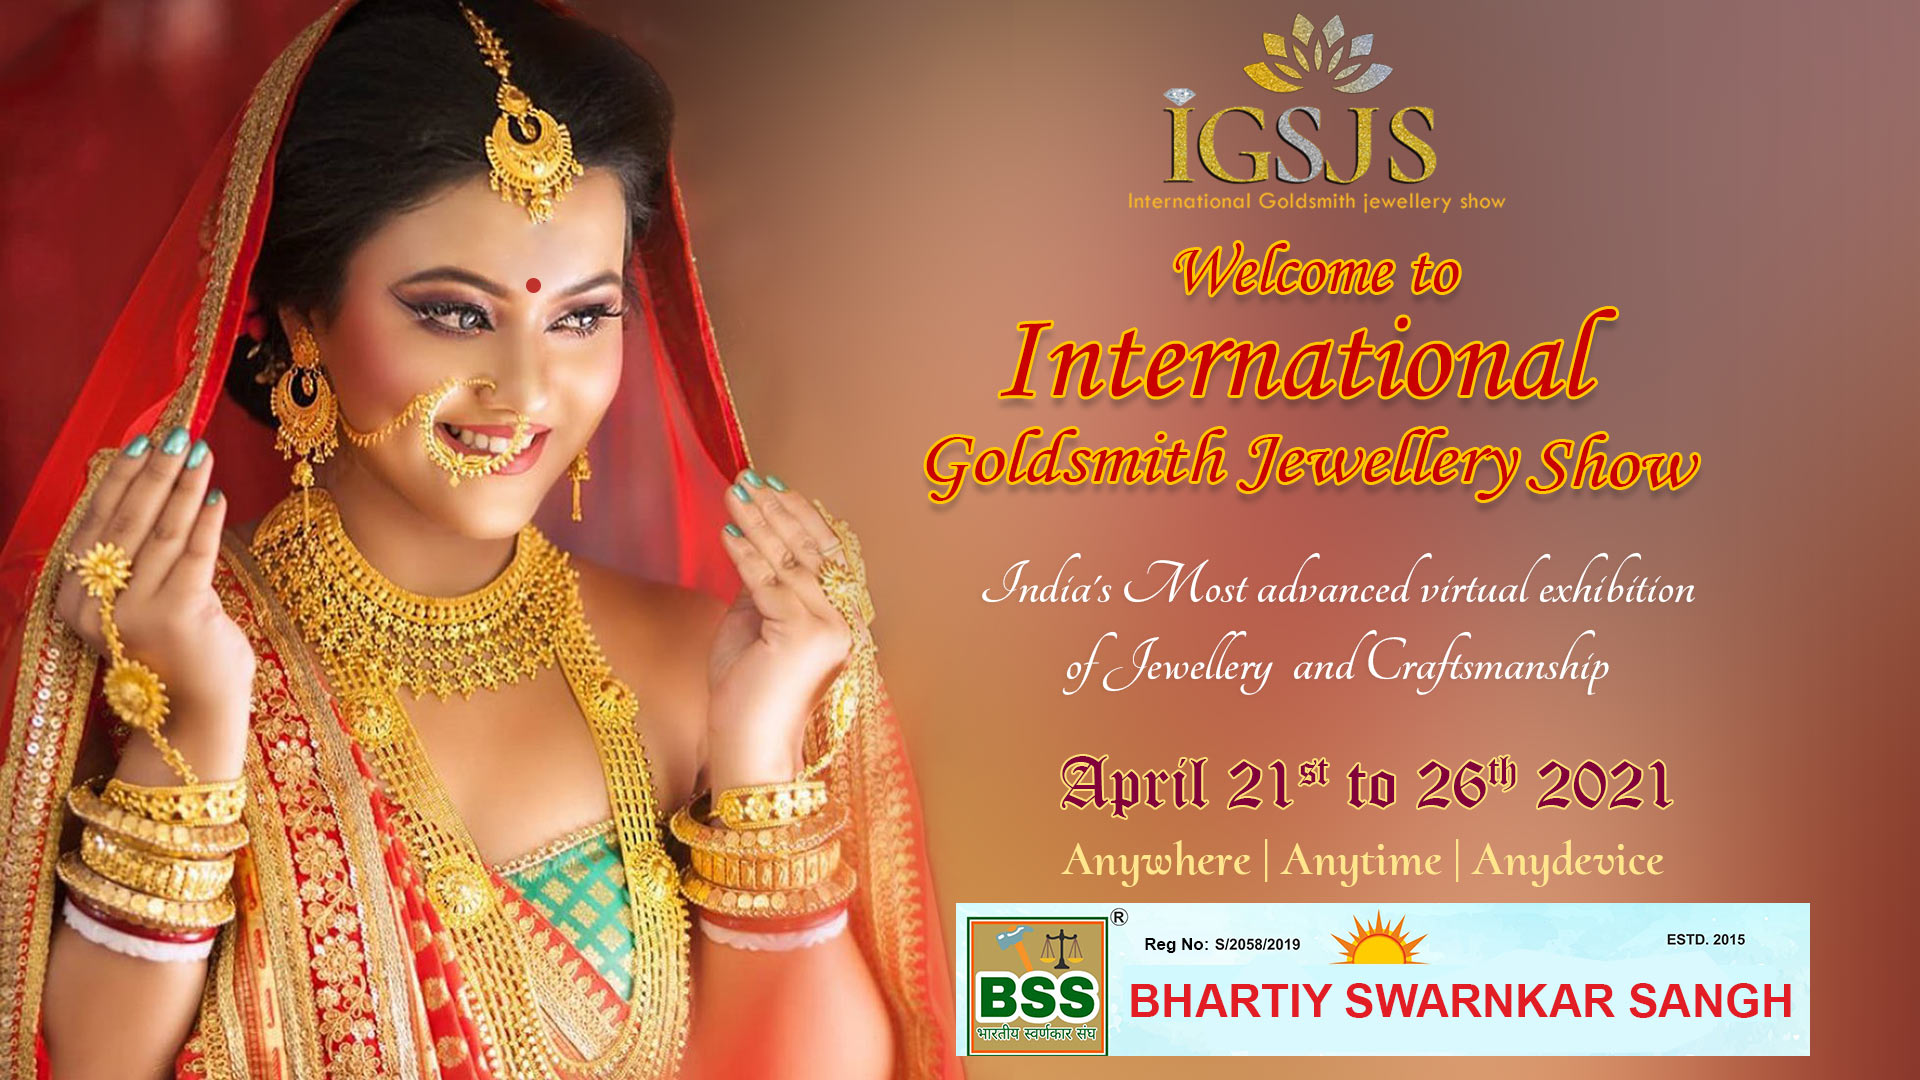 IGSJS
International Goldsmith jewellery show
Welcome to
International
Goldsmith Jewellery Show
India's Most advanced virtual exhibition
of Jewellery and Craftsmanship
April 21st to 26th 2021
Anywhere | Anytime | Anydevice
®
Reg No: S/2058/2019
ESTD. 2015
BSS
भारतीय स्वर्णकार संघ
BHARTIY SWARNKAR SANGH